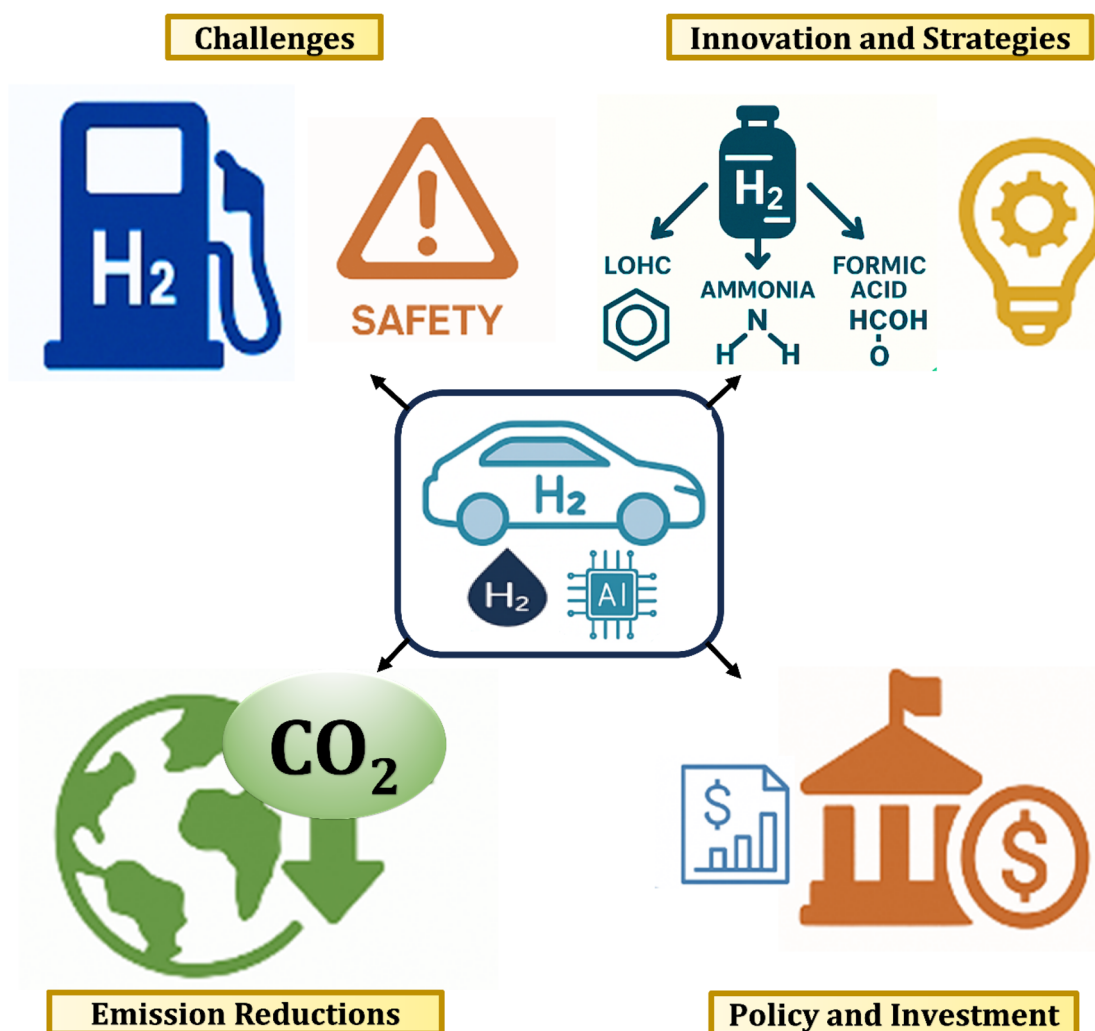 Challenges
Innovation and Strategies
H₂
SAFETY
H₂
LOHC
AMMONIA
N
H H
FORMIC
ACID
HCOH
O
H₂
H₂
AI
CO₂
$
$
Emission Reductions
Policy and Investment